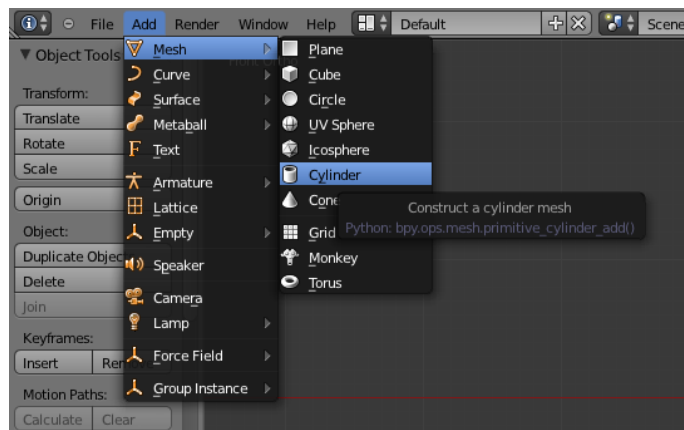 File Add Render Window Help Default Scene
Object Tools
Transform:
Translate
Rotate
Scale
Origin
Object:
Duplicate Objec
Delete
Join
Keyframes:
Insert
Motion Paths:
Calculate Clear
Mesh
Curve
Surface
Metaball
Text
Armature
Lattice
Empty
Speaker
Camera
Lamp
Force Field
Group Instance
Plane
Cube
Circle
UV Sphere
Icosphere
Cylinder
Cone
Grid
Monkey
Torus
Construct a cylinder mesh
Python: bpy.ops.mesh.primitive_cylinder_add()